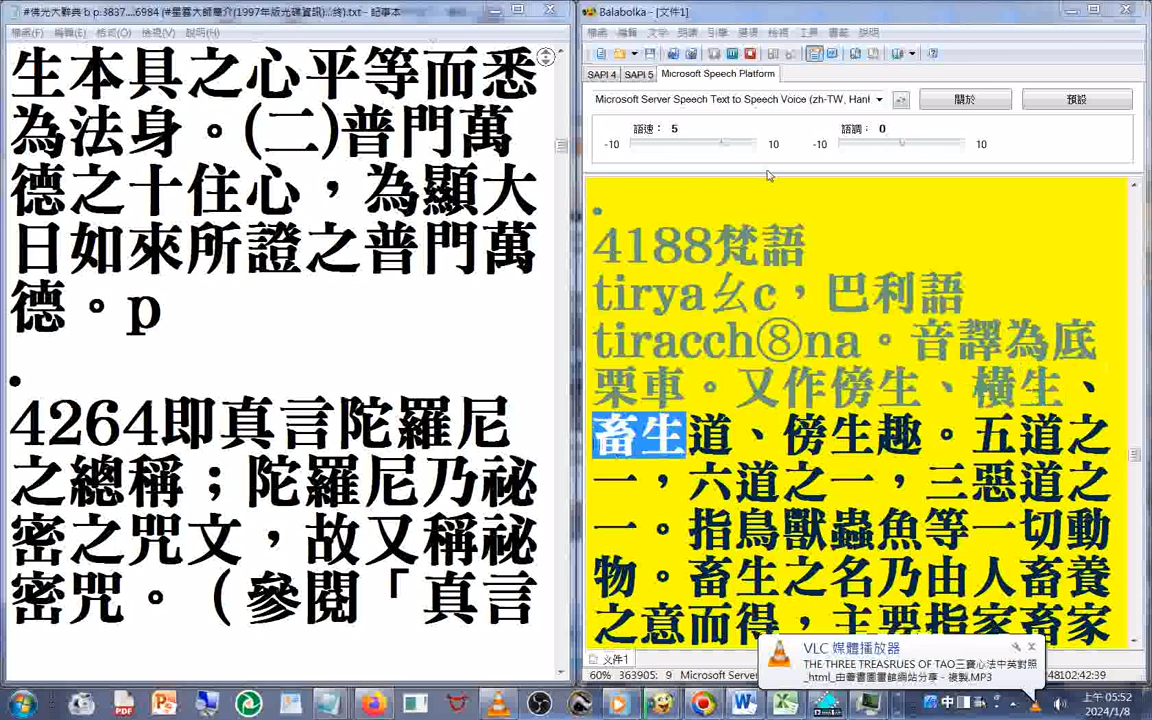 #佛光大辭典 b p.3837....6984 (#星雲大師簡介(1997年版光碟資訊)...終).txt - 記事本
檔案(F) 編輯(E) 格式(O) 檢視(V) 說明(H)
生本具之心平等而悉
為法身。(二)普門萬
德之十住心，為顯大
日如來所證之普門萬
德。p
•
4264即真言陀羅尼
之總稱；陀羅尼乃祕
密之咒文，故又稱祕
密咒。（參閱「真言
Balabolka - [文件1]
檔案 編輯 文字 朗讀 引擎 選項 檢視 工具 書籤 說明
SAPI 4 SAPI 5 Microsoft Speech Platform
Microsoft Server Speech Text to Speech Voice (zh-TW, Han
關於
預設
語速： 5
語調： 0
-10 10 -10 10
•
4188梵語
tiryaㄠc，巴利語
tiracch⑧na。音譯為底
栗車。又作傍生、橫生、
畜生道、傍生趣。五道之
一，六道之一，三惡道之
一。指鳥獸蟲魚等一切動
物。畜生之名乃由人畜養
之意而得，主要指家畜家
文件1
60% 363905: 9 Microsoft Serv
48102:42:39
VLC 媒體播放器
THE THREE TREASRUES OF TAO三寶心法中英對照
_html_由善書圖書館網站分享 - 複製.MP3
中
上午 05:52
2024/1/8